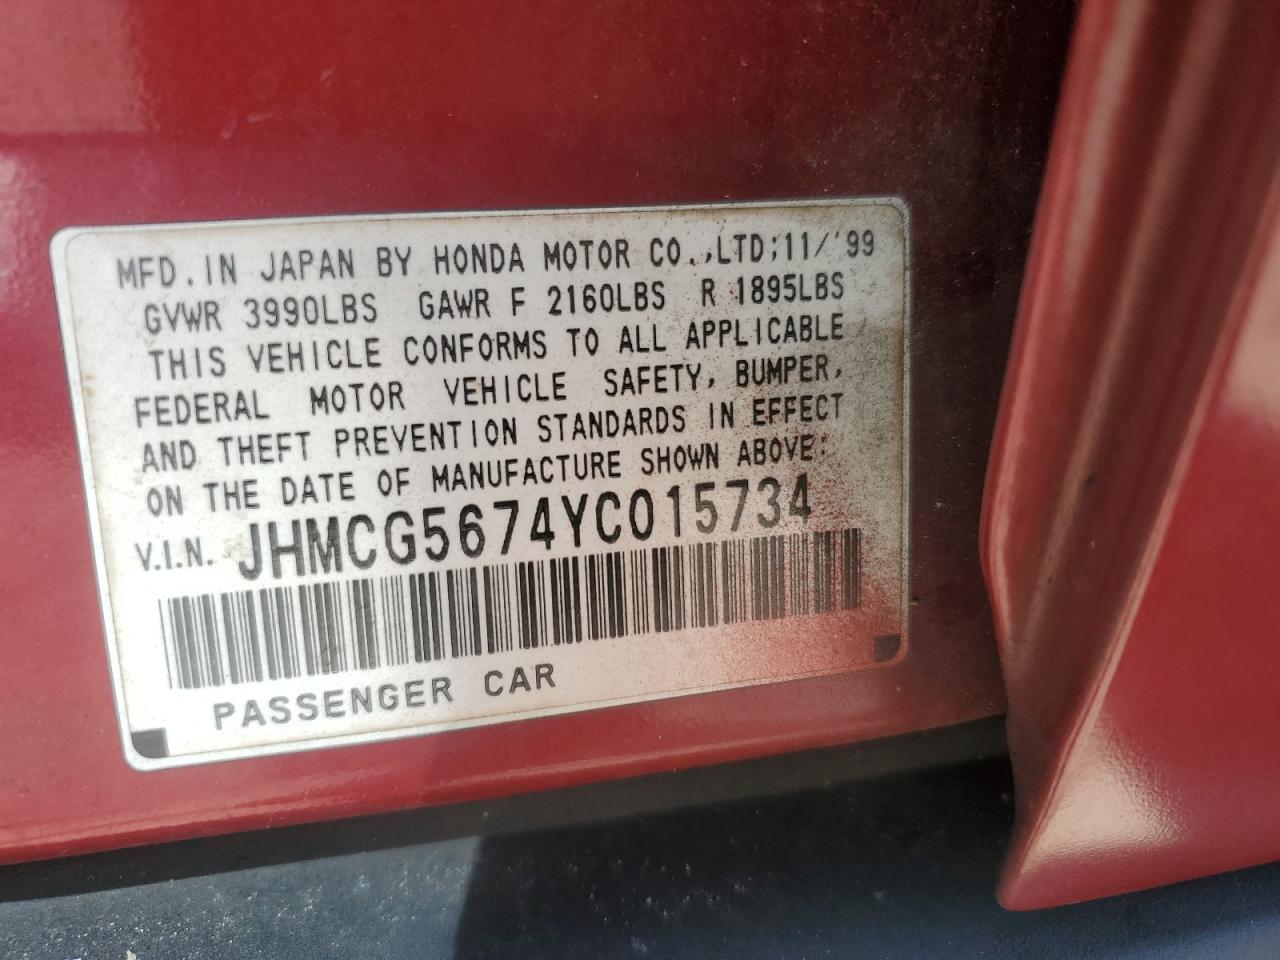 MFD. IN JAPAN BY HONDA MOTOR CO.,LTD;11/'99
GVWR 3990LBS GAWR F 2160LBS R 1895LBS
THIS VEHICLE CONFORMS TO ALL APPLICABLE
FEDERAL MOTOR VEHICLE SAFETY, BUMPER,
AND THEFT PREVENTION STANDARDS IN EFFECT
ON THE DATE OF MANUFACTURE SHOWN ABOVE.
V.I.N. JHMCG5674YC015734
PASSENGER CAR